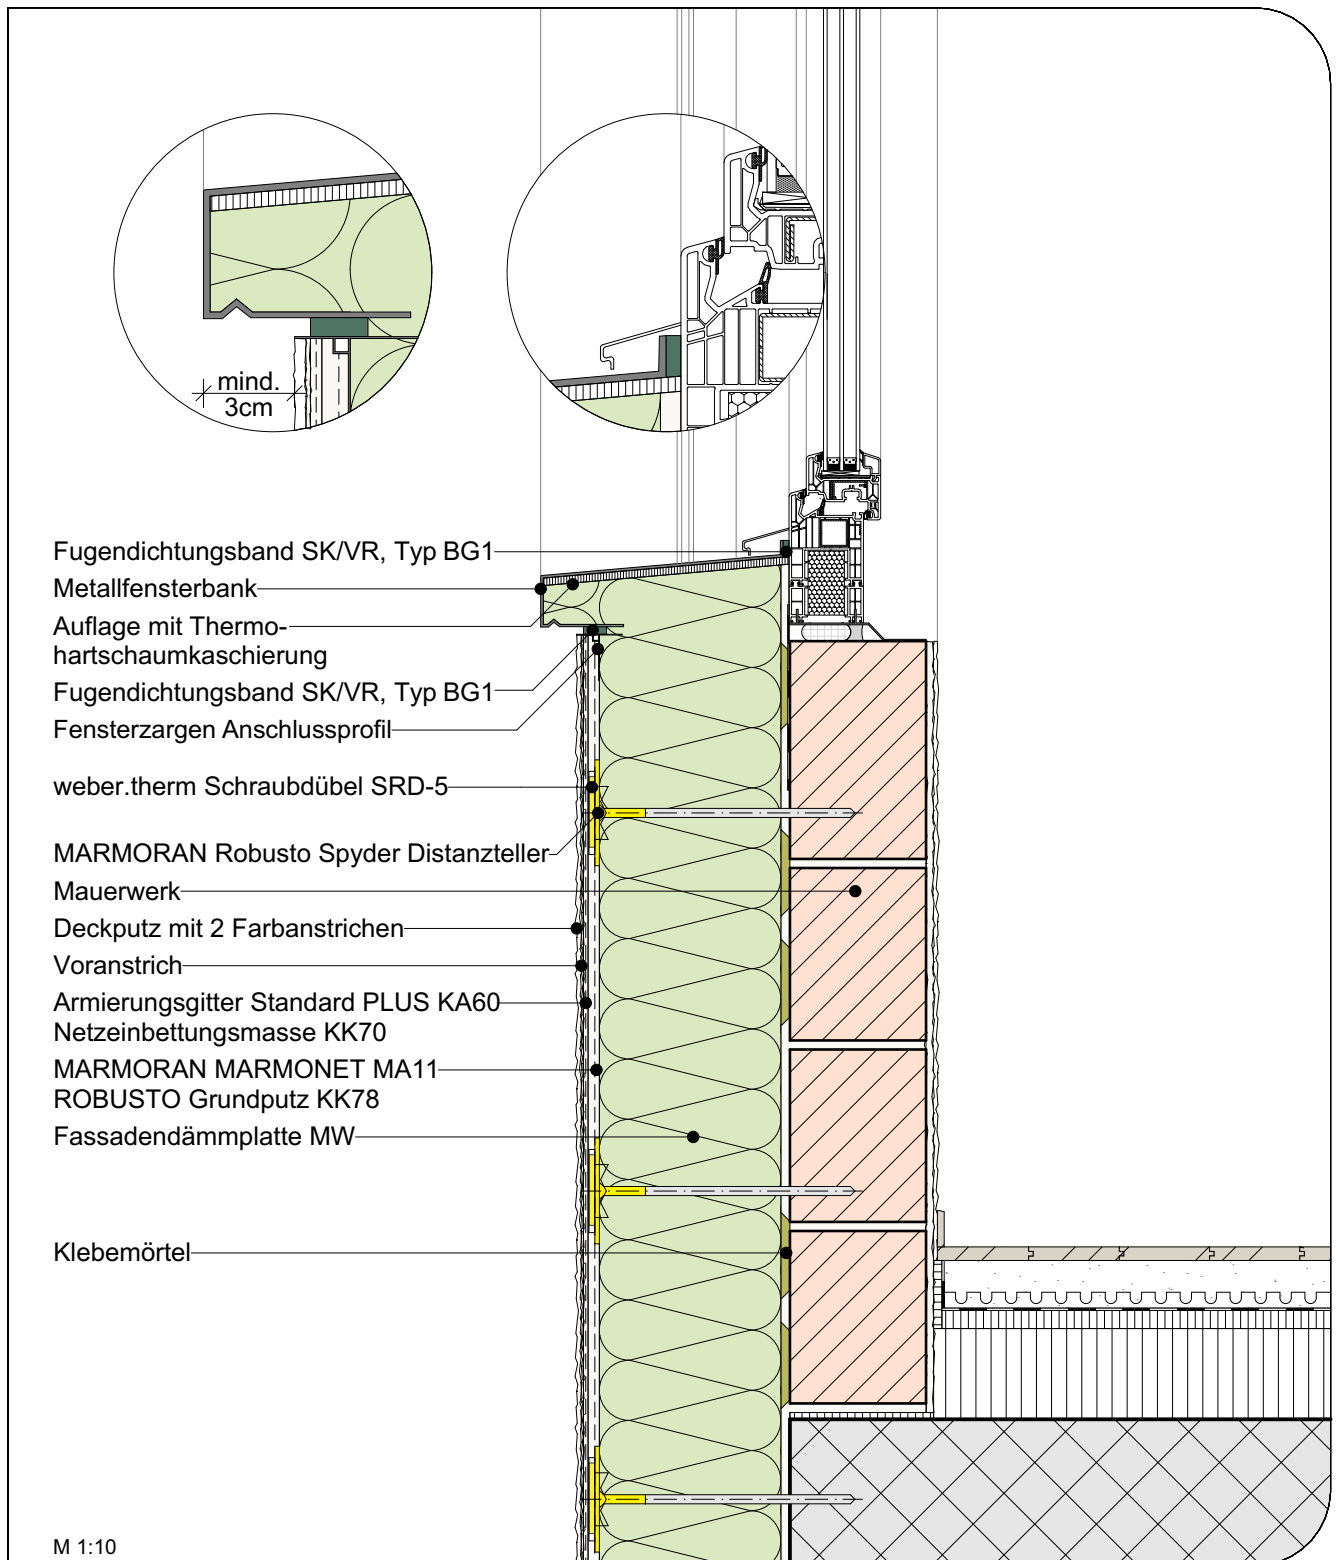 mind.
3cm
Fugendichtungsband SK/VR, Typ BG1
Metallfensterbank
Auflage mit Thermo-
hartschaumkaschierung
Fugendichtungsband SK/VR, Typ BG1
Fensterzargen Anschlussprofil
weber.therm Schraubdübel SRD-5
MARMORAN Robusto Spyder Distanzteller
Mauerwerk
Deckputz mit 2 Farbanstrichen
Voranstrich
Armierungsgitter Standard PLUS KA60
Netzeinbettungsmasse KK70
MARMORAN MARMONET MA11
ROBUSTO Grundputz KK78
Fassadendämmplatte MW
Klebemörtel
M 1:10